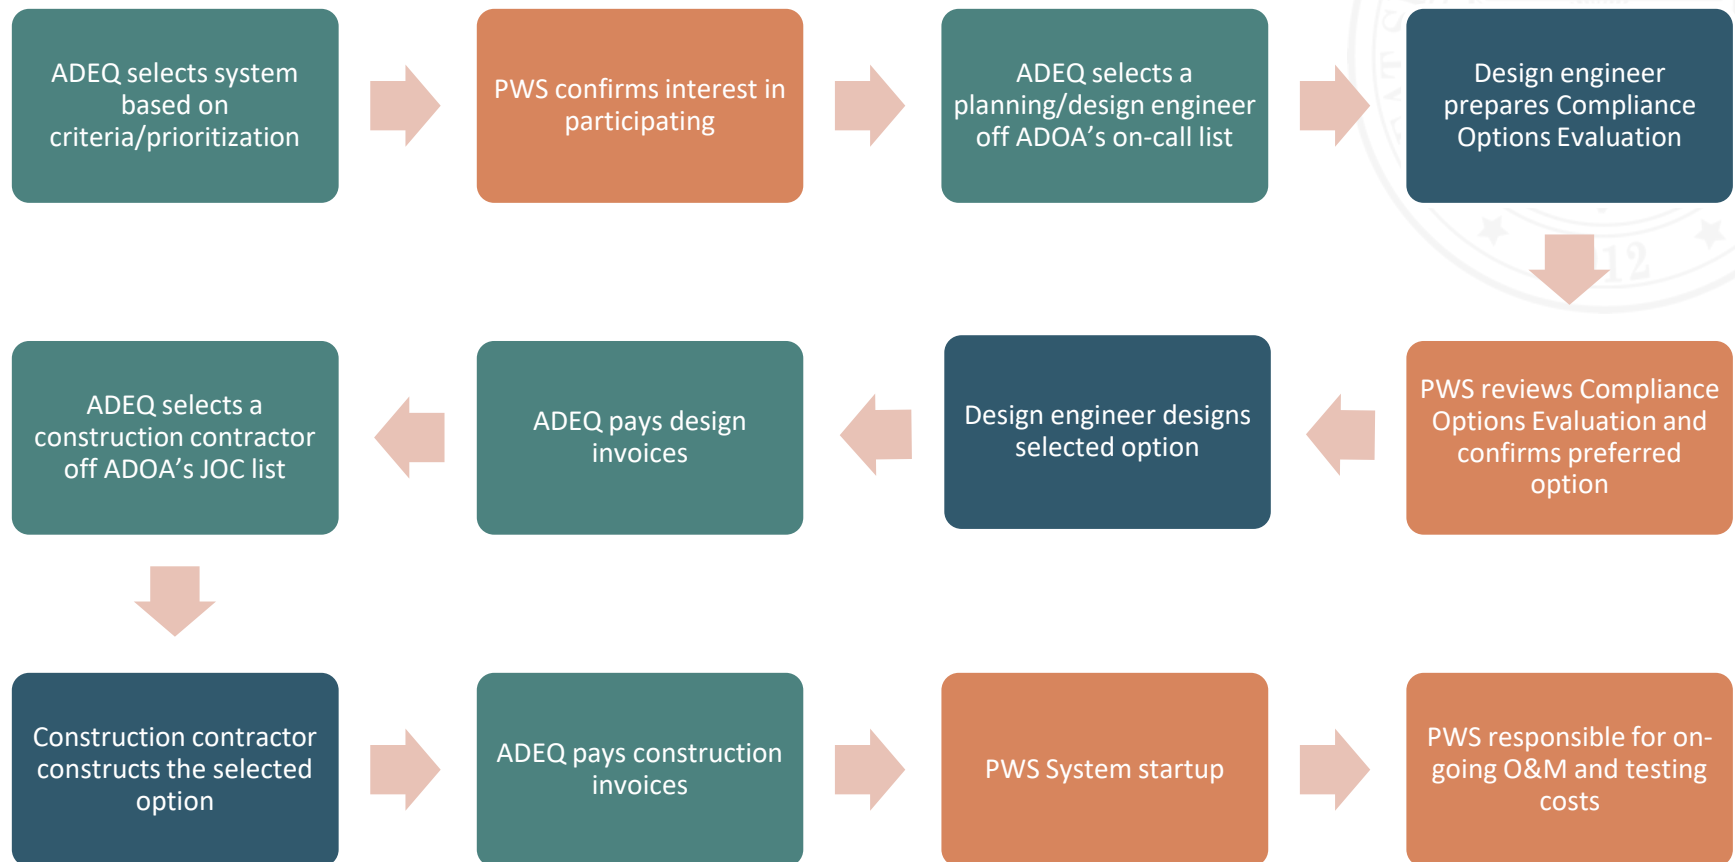 ADEQ selects system
based on
criteria/prioritization
PWS confirms interest in
participating
ADEQ selects a
planning/design engineer
off ADOA’s on-call list
Design engineer
prepares Compliance
Options Evaluation
12
PWS reviews Compliance
Options Evaluation and
confirms preferred
option
Design engineer designs
selected option
ADEQ pays design
invoices
ADEQ selects a
construction contractor
off ADOA’s JOC list
Construction contractor
constructs the selected
option
ADEQ pays construction
invoices
PWS System startup
PWS responsible for on-
going O&M and testing
costs